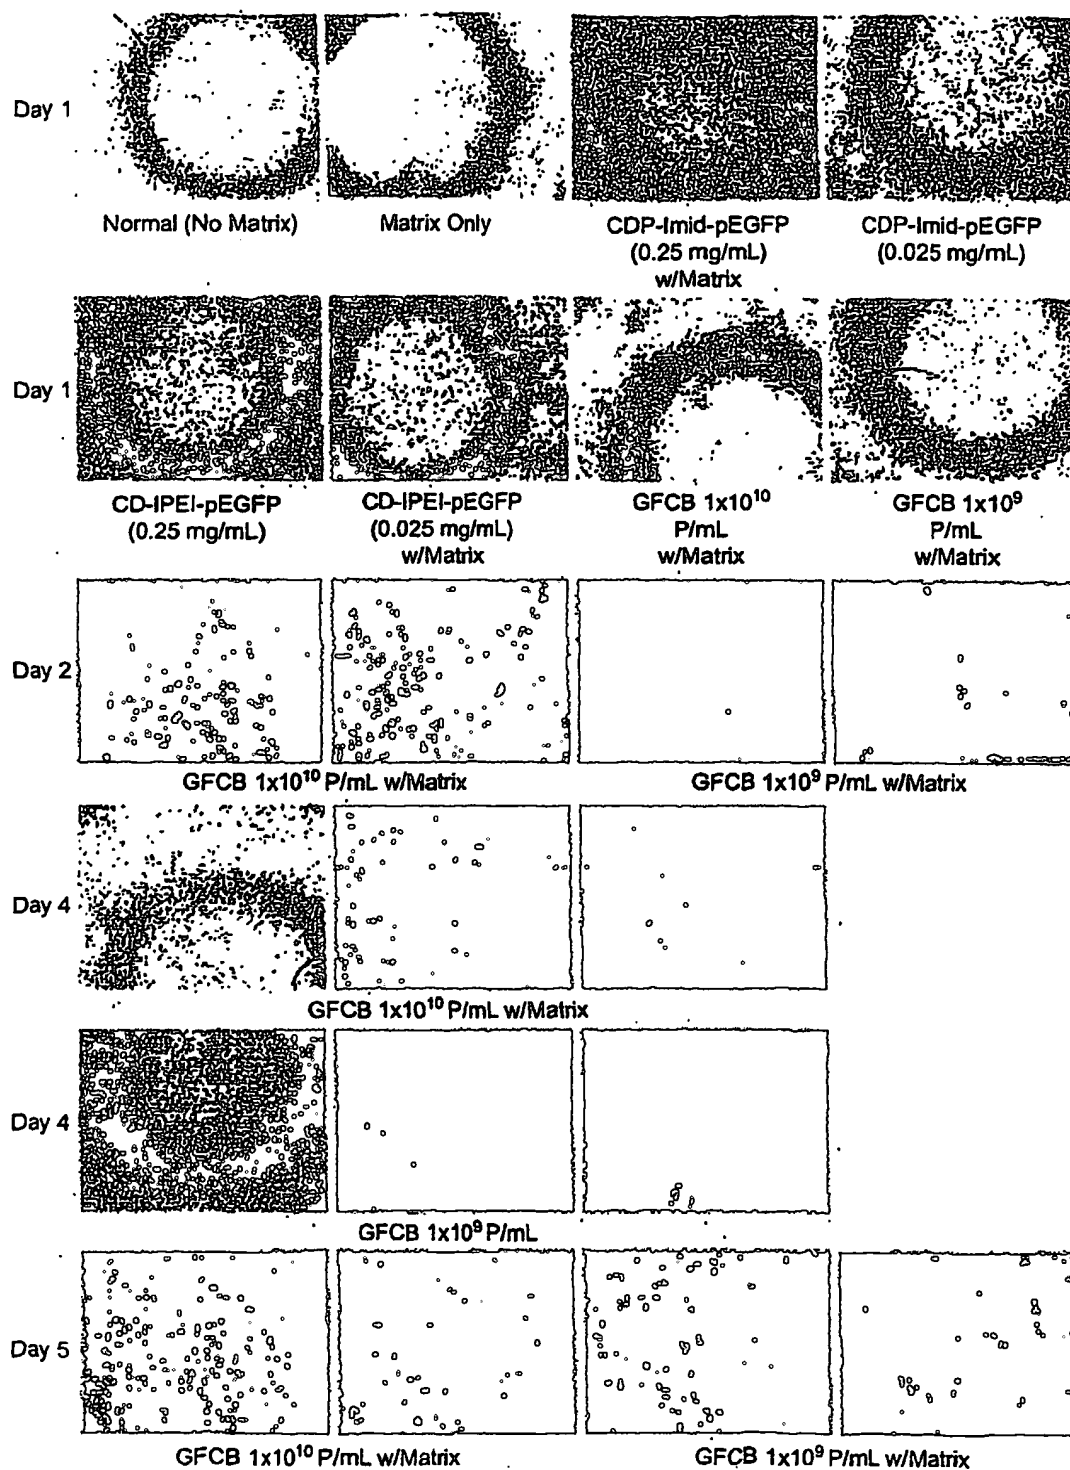 Day 1
Normal (No Matrix)
Matrix Only
CDP-Imid-pEGFP
(0.25 mg/mL)
w/Matrix
CDP-Imid-pEGFP
(0.025 mg/mL)
Day 1
CD-IPEI-pEGFP
(0.25 mg/mL)
CD-IPEI-pEGFP
(0.025 mg/mL)
w/Matrix
GFCB 1x10¹⁰
P/mL
w/Matrix
GFCB 1x10⁹
P/mL
w/Matrix
Day 2
GFCB 1x10¹⁰ P/mL w/Matrix
GFCB 1x10⁹ P/mL w/Matrix
Day 4
GFCB 1x10¹⁰ P/mL w/Matrix
Day 4
GFCB 1x10⁹ P/mL
Day 5
GFCB 1x10¹⁰ P/mL w/Matrix
GFCB 1x10⁹ P/mL w/Matrix